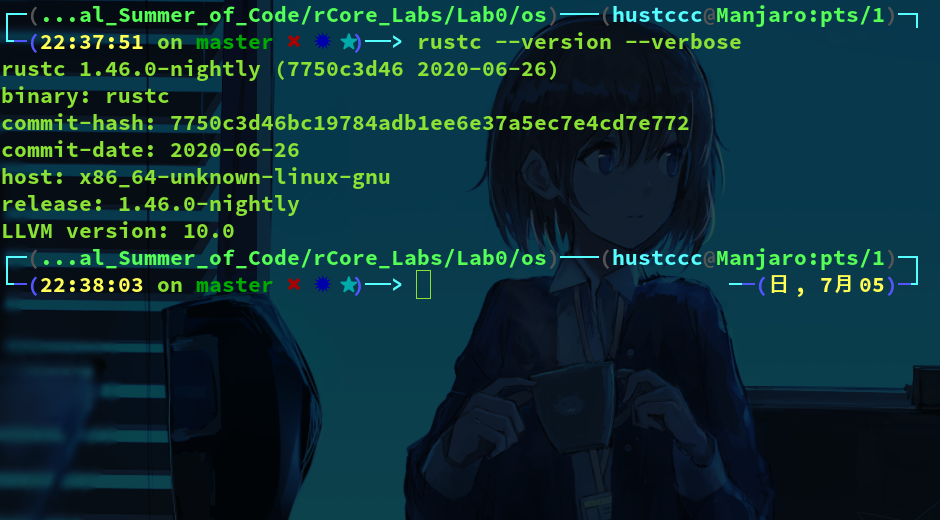 (...al_Summer_of_Code/rCore_Labs/Lab0/os)——(hustccc@Manjaro:pts/1)
(22:37:51 on master ✖ ✹ ★)——> rustc --version --verbose
rustc 1.46.0-nightly (7750c3d46 2020-06-26)
binary: rustc
commit-hash: 7750c3d46bc19784adb1ee6e37a5ec7e4cd7e772
commit-date: 2020-06-26
host: x86_64-unknown-linux-gnu
release: 1.46.0-nightly
LLVM version: 10.0
(...al_Summer_of_Code/rCore_Labs/Lab0/os)——(hustccc@Manjaro:pts/1)
(22:38:03 on master ✖ ✹ ★)——> (日, 7月 05)